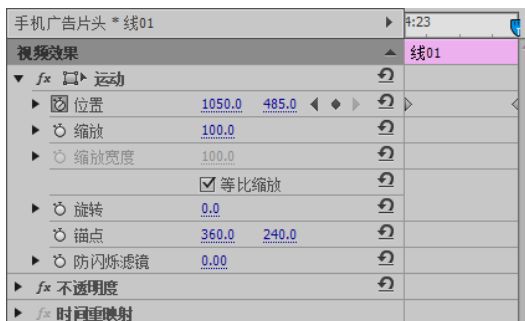 手机广告片头 * 线01
4:23
视频效果
线01
fx 运动
位置 1050.0 485.0
缩放 100.0
缩放宽度 100.0
等比缩放
旋转 0.0
锚点 360.0 240.0
防闪烁滤镜 0.00
fx 不透明度
fx 时间重映射